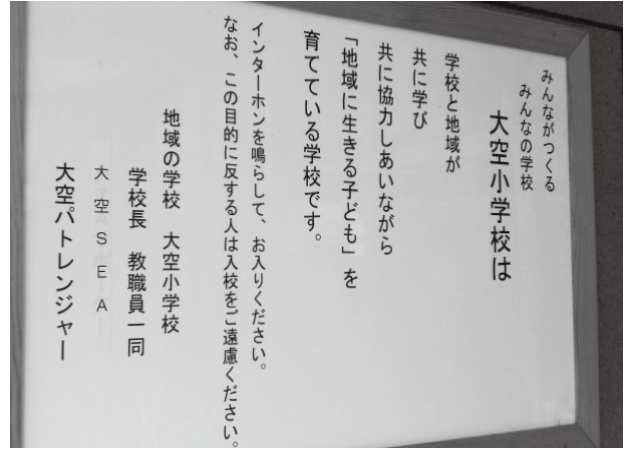 みんながつくる
みんなの学校
大空小学校は
学校と地域が
共に学び
共に協力しあいながら
「地域に生きる子ども」を
育てている学校です。
インターホンを鳴らして、お入りください。
なお、この目的に反する人は入校をご遠慮ください。
地域の学校　大空小学校
学校長　教職員一同
大空ＳＥＡ
大空パトレンジャー